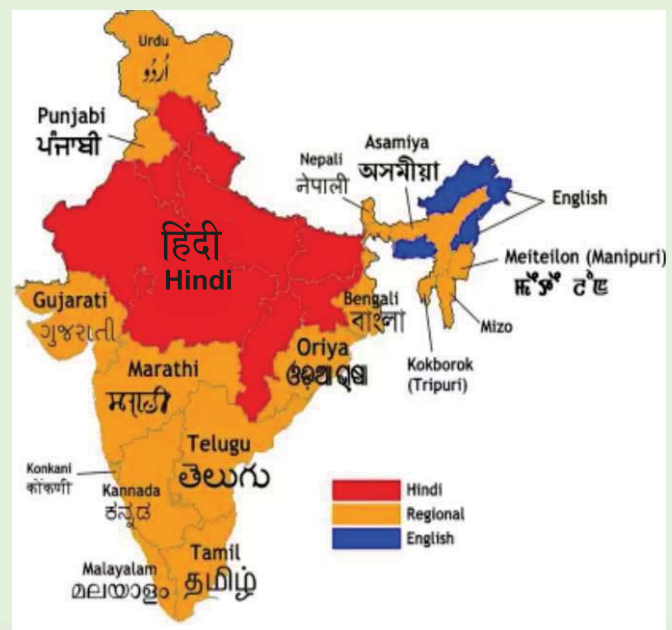 Urdu
اُردُو
Punjabi
ਪੰਜਾਬੀ
Nepali
नेपाली
Asamiya
অসমীয়া
English
हिंदी
Hindi
Meiteilon (Manipuri)
Gujarati
ગુજરાતી
Bengali
বাংলা
Mizo
Marathi
मराठी
Oriya
Kokborok
(Tripuri)
Telugu
తెలుగు
Konkani
कोंकणी
Kannada
ಕನ್ನಡ
Hindi
Regional
English
Tamil
தமிழ்
Malayalam
മലയാളം